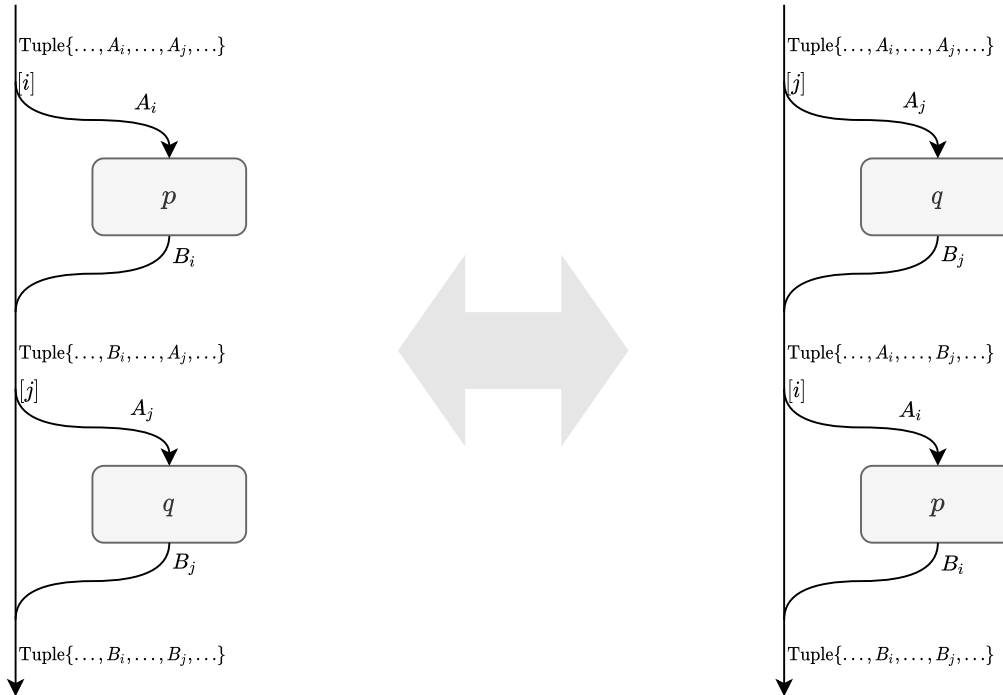 Tuple{…, A_i, …, A_j, …}
[i]
A_i
p
B_i
Tuple{…, B_i, …, A_j, …}
[j]
A_j
q
B_j
Tuple{…, B_i, …, B_j, …}
Tuple{…, A_i, …, A_j, …}
[j]
A_j
q
B_j
Tuple{…, A_i, …, B_j, …}
[i]
A_i
p
B_i
Tuple{…, B_i, …, B_j, …}